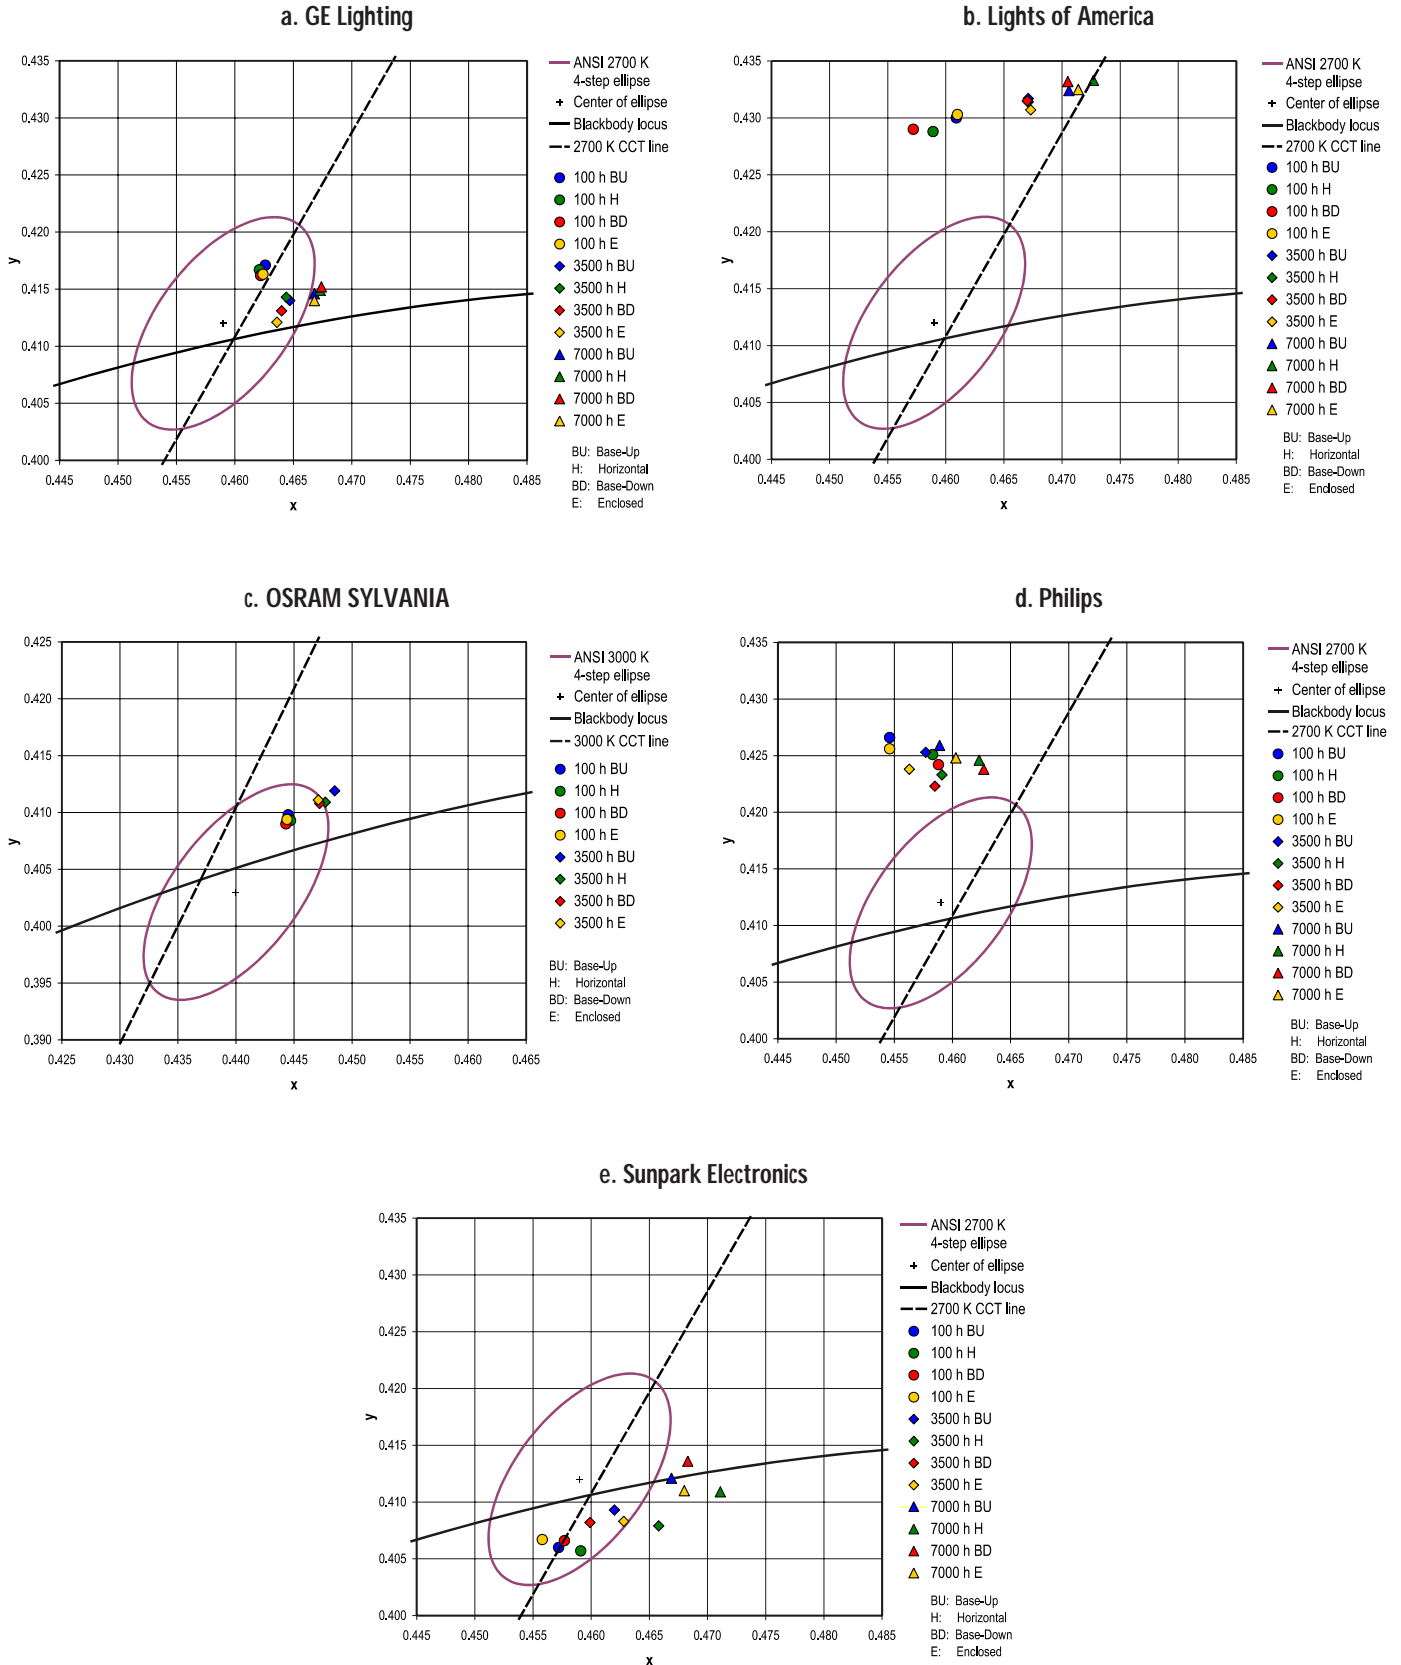 a. GE Lighting
0.435
0.430
0.425
0.420
0.415
0.410
0.405
0.400
y
0.445 0.450 0.455 0.460 0.465 0.470 0.475 0.480 0.485
x
ANSI 2700 K
4-step ellipse
Center of ellipse
Blackbody locus
2700 K CCT line
100 h BU
100 h H
100 h BD
100 h E
3500 h BU
3500 h H
3500 h BD
3500 h E
7000 h BU
7000 h H
7000 h BD
7000 h E
BU: Base-Up
H: Horizontal
BD: Base-Down
E: Enclosed
b. Lights of America
0.435
0.430
0.425
0.420
0.415
0.410
0.405
0.400
y
0.445 0.450 0.455 0.460 0.465 0.470 0.475 0.480 0.485
x
ANSI 2700 K
4-step ellipse
Center of ellipse
Blackbody locus
2700 K CCT line
100 h BU
100 h H
100 h BD
100 h E
3500 h BU
3500 h H
3500 h BD
3500 h E
7000 h BU
7000 h H
7000 h BD
7000 h E
BU: Base-Up
H: Horizontal
BD: Base-Down
E: Enclosed
c. OSRAM SYLVANIA
0.425
0.420
0.415
0.410
0.405
0.400
0.395
0.390
y
0.425 0.430 0.435 0.440 0.445 0.450 0.455 0.460 0.465
x
ANSI 3000 K
4-step ellipse
Center of ellipse
Blackbody locus
3000 K CCT line
100 h BU
100 h H
100 h BD
100 h E
3500 h BU
3500 h H
3500 h BD
3500 h E
BU: Base-Up
H: Horizontal
BD: Base-Down
E: Enclosed
d. Philips
0.435
0.430
0.425
0.420
0.415
0.410
0.405
0.400
y
0.445 0.450 0.455 0.460 0.465 0.470 0.475 0.480 0.485
x
ANSI 2700 K
4-step ellipse
Center of ellipse
Blackbody locus
2700 K CCT line
100 h BU
100 h H
100 h BD
100 h E
3500 h BU
3500 h H
3500 h BD
3500 h E
7000 h BU
7000 h H
7000 h BD
7000 h E
BU: Base-Up
H: Horizontal
BD: Base-Down
E: Enclosed
e. Sunpark Electronics
0.435
0.430
0.425
0.420
0.415
0.410
0.405
0.400
y
0.445 0.450 0.455 0.460 0.465 0.470 0.475 0.480 0.485
x
ANSI 2700 K
4-step ellipse
Center of ellipse
Blackbody locus
2700 K CCT line
100 h BU
100 h H
100 h BD
100 h E
3500 h BU
3500 h H
3500 h BD
3500 h E
7000 h BU
7000 h H
7000 h BD
7000 h E
BU: Base-Up
H: Horizontal
BD: Base-Down
E: Enclosed